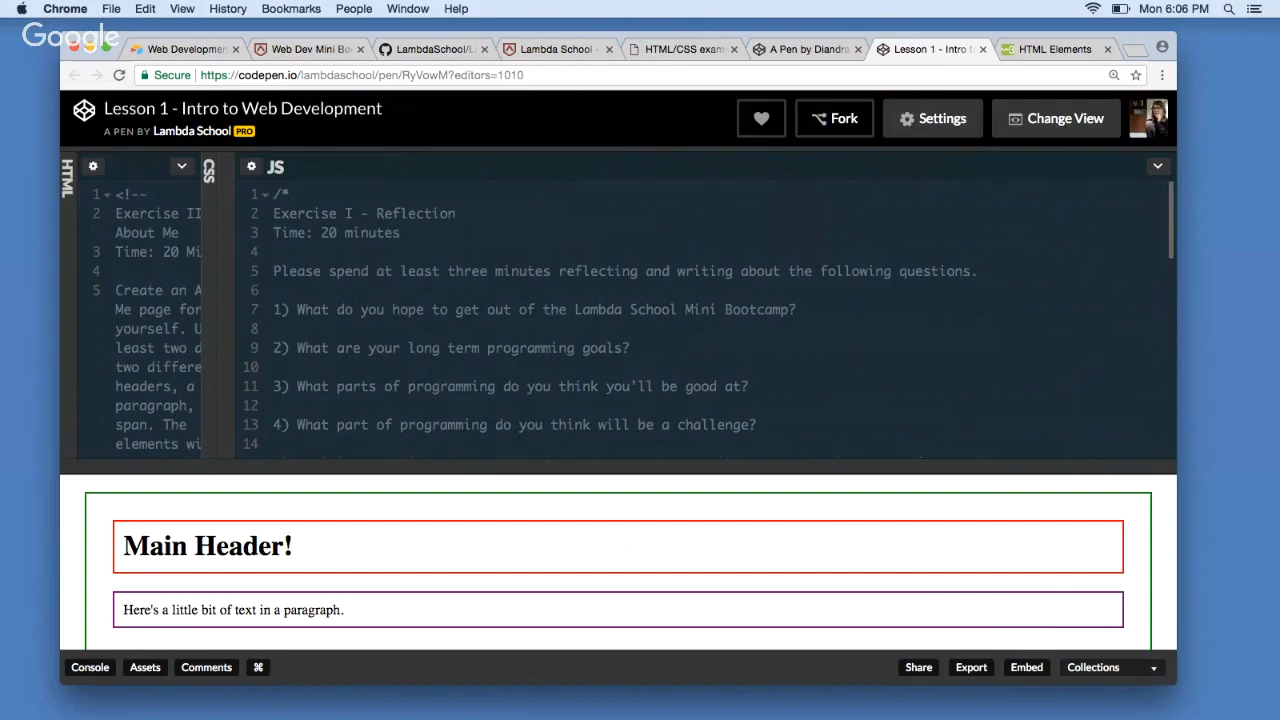 Chrome File Edit View History Bookmarks People Window Help Mon 6:06 PM
Google
Web Developmen Web Dev Mini Bo LambdaSchool/L Lambda School - HTML/CSS exam A Pen by Diandra Lesson 1 - Intro t HTML Elements
Secure https://codepen.io/lambdaschool/pen/RyVowM?editors=1010
Lesson 1 - Intro to Web Development
A PEN BY Lambda School PRO
Fork Settings Change View
HTML
CSS
JS
1 <!--
2 Exercise II
About Me
3 Time: 20 Mi
4
5 Create an A
Me page for
yourself. U
least two d
two differe
headers, a
paragraph,
span. The
elements wi
1 /*
2 Exercise I - Reflection
3 Time: 20 minutes
4
5 Please spend at least three minutes reflecting and writing about the following questions.
6
7 1) What do you hope to get out of the Lambda School Mini Bootcamp?
8
9 2) What are your long term programming goals?
10
11 3) What parts of programming do you think you'll be good at?
12
13 4) What part of programming do you think will be a challenge?
14
Main Header!
Here's a little bit of text in a paragraph.
Console Assets Comments ⌘ Share Export Embed Collections